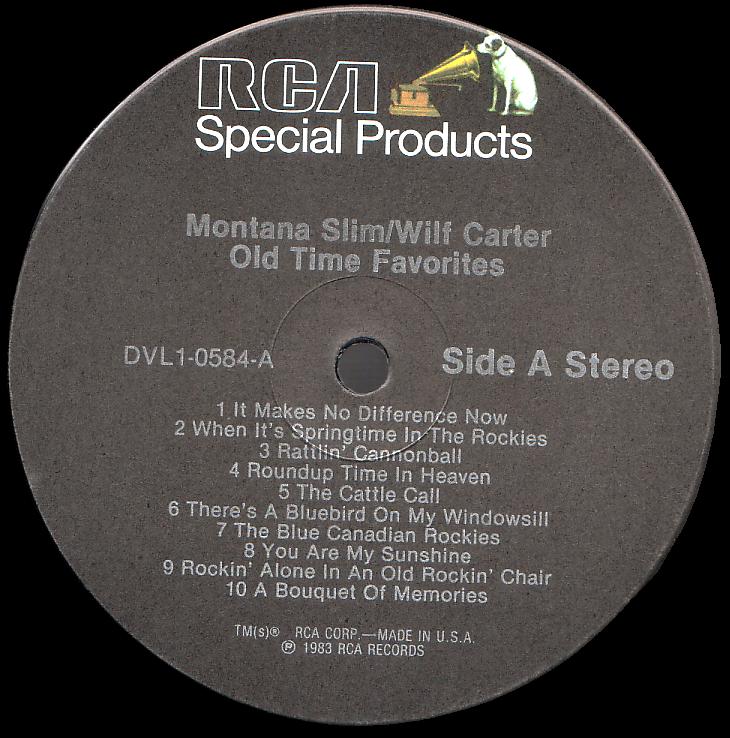 RCA
Special Products
Montana Slim/Wilf Carter
Old Time Favorites
DVL1-0584-A
Side A Stereo
1 It Makes No Difference Now
2 When It's Springtime In The Rockies
3 Rattlin' Cannonball
4 Roundup Time In Heaven
5 The Cattle Call
6 There's A Bluebird On My Windowsill
7 The Blue Canadian Rockies
8 You Are My Sunshine
9 Rockin' Alone In An Old Rockin' Chair
10 A Bouquet Of Memories
TM(s)® RCA CORP.—MADE IN U.S.A.
℗ 1983 RCA RECORDS